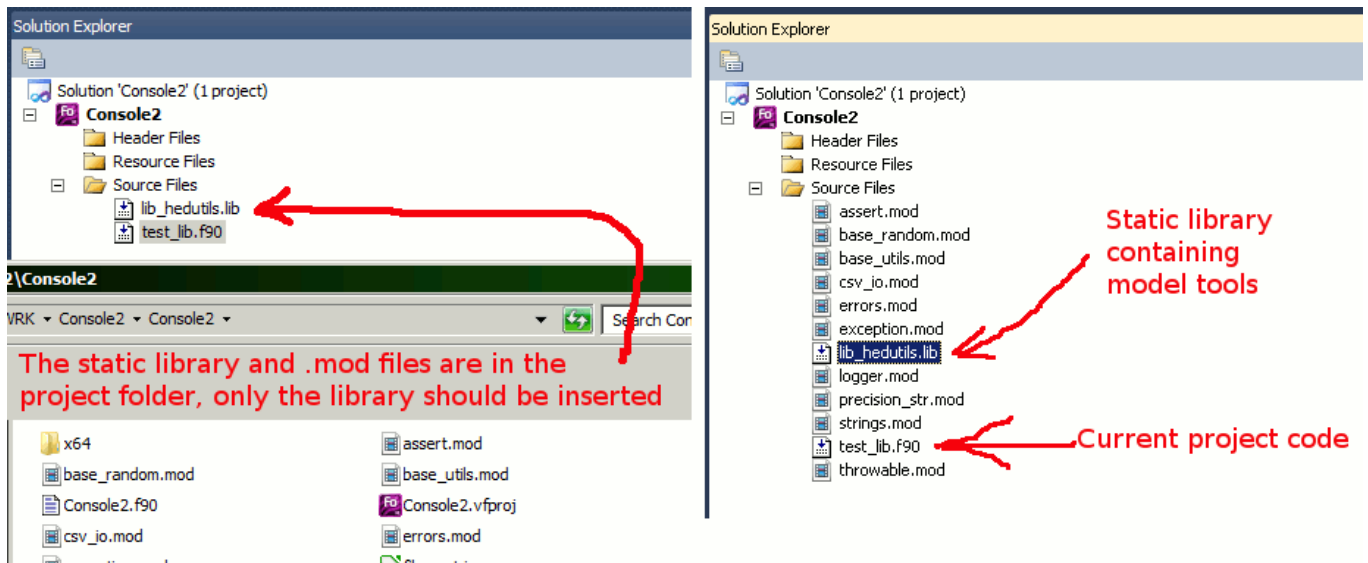 Solution Explorer
Solution 'Console2' (1 project)
Console2
Header Files
Resource Files
Source Files
lib_hedutils.lib
test_lib.f90
2\Console2
WRK Console2 Console2
Search Con
The static library and .mod files are in the
project folder, only the library should be inserted
x64
assert.mod
base_random.mod
base_utils.mod
Console2.f90
Console2.vfproj
csv_io.mod
errors.mod
Solution Explorer
Solution 'Console2' (1 project)
Console2
Header Files
Resource Files
Source Files
assert.mod
base_random.mod
base_utils.mod
csv_io.mod
errors.mod
exception.mod
lib_hedutils.lib
logger.mod
precision_str.mod
strings.mod
test_lib.f90
throwable.mod
Static library
containing
model tools
Current project code